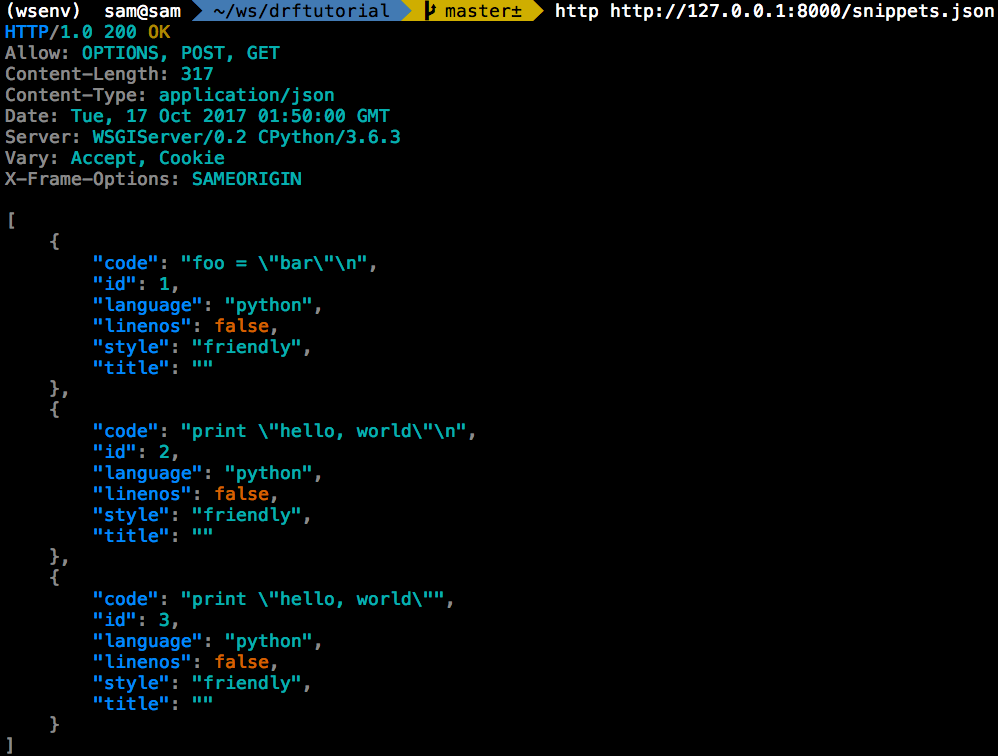 (wsenv) sam@sam ~/ws/drftutorial master± http http://127.0.0.1:8000/snippets.json
HTTP/1.0 200 OK
Allow: OPTIONS, POST, GET
Content-Length: 317
Content-Type: application/json
Date: Tue, 17 Oct 2017 01:50:00 GMT
Server: WSGIServer/0.2 CPython/3.6.3
Vary: Accept, Cookie
X-Frame-Options: SAMEORIGIN

[
    {
        "code": "foo = \"bar\"\n",
        "id": 1,
        "language": "python",
        "linenos": false,
        "style": "friendly",
        "title": ""
    },
    {
        "code": "print \"hello, world\"\n",
        "id": 2,
        "language": "python",
        "linenos": false,
        "style": "friendly",
        "title": ""
    },
    {
        "code": "print \"hello, world\"",
        "id": 3,
        "language": "python",
        "linenos": false,
        "style": "friendly",
        "title": ""
    }
]